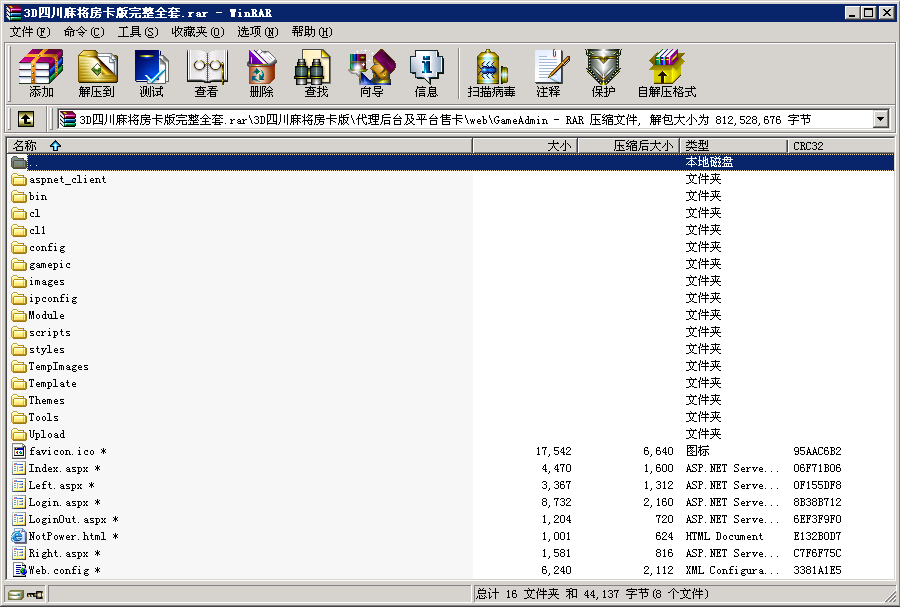 3D四川麻将房卡版完整全套.rar - WinRAR
文件(F) 命令(C) 工具(S) 收藏夹(O) 选项(N) 帮助(H)
添加 解压到 测试 查看 删除 查找 向导 信息 扫描病毒 注释 保护 自解压格式
3D四川麻将房卡版完整全套.rar\3D四川麻将房卡版\代理后台及平台售卡\web\GameAdmin - RAR 压缩文件, 解包大小为 812,528,676 字节
名称 大小 压缩后大小 类型 CRC32
.. 本地磁盘
aspnet_client 文件夹
bin 文件夹
cl 文件夹
cl1 文件夹
config 文件夹
gamepic 文件夹
images 文件夹
ipconfig 文件夹
Module 文件夹
scripts 文件夹
styles 文件夹
TempImages 文件夹
Template 文件夹
Themes 文件夹
Tools 文件夹
Upload 文件夹
favicon.ico * 17,542 6,640 图标 95AAC6B2
Index.aspx * 4,470 1,600 ASP.NET Serve... 06F71B06
Left.aspx * 3,367 1,312 ASP.NET Serve... 0F155DF8
Login.aspx * 8,732 2,160 ASP.NET Serve... 8B38B712
LoginOut.aspx * 1,204 720 ASP.NET Serve... 6EF3F9F0
NotPower.html * 1,001 624 HTML Document E132B0D7
Right.aspx * 1,581 816 ASP.NET Serve... C7F6F75C
Web.config * 6,240 2,112 XML Configura... 3381A1E5
总计 16 文件夹 和 44,137 字节(8 个文件)